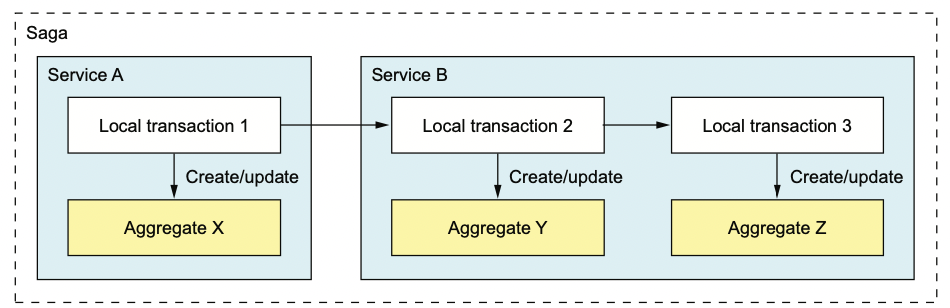 Saga
Service A
Service B
Local transaction 1
Local transaction 2
Local transaction 3
Create/update
Create/update
Create/update
Aggregate X
Aggregate Y
Aggregate Z